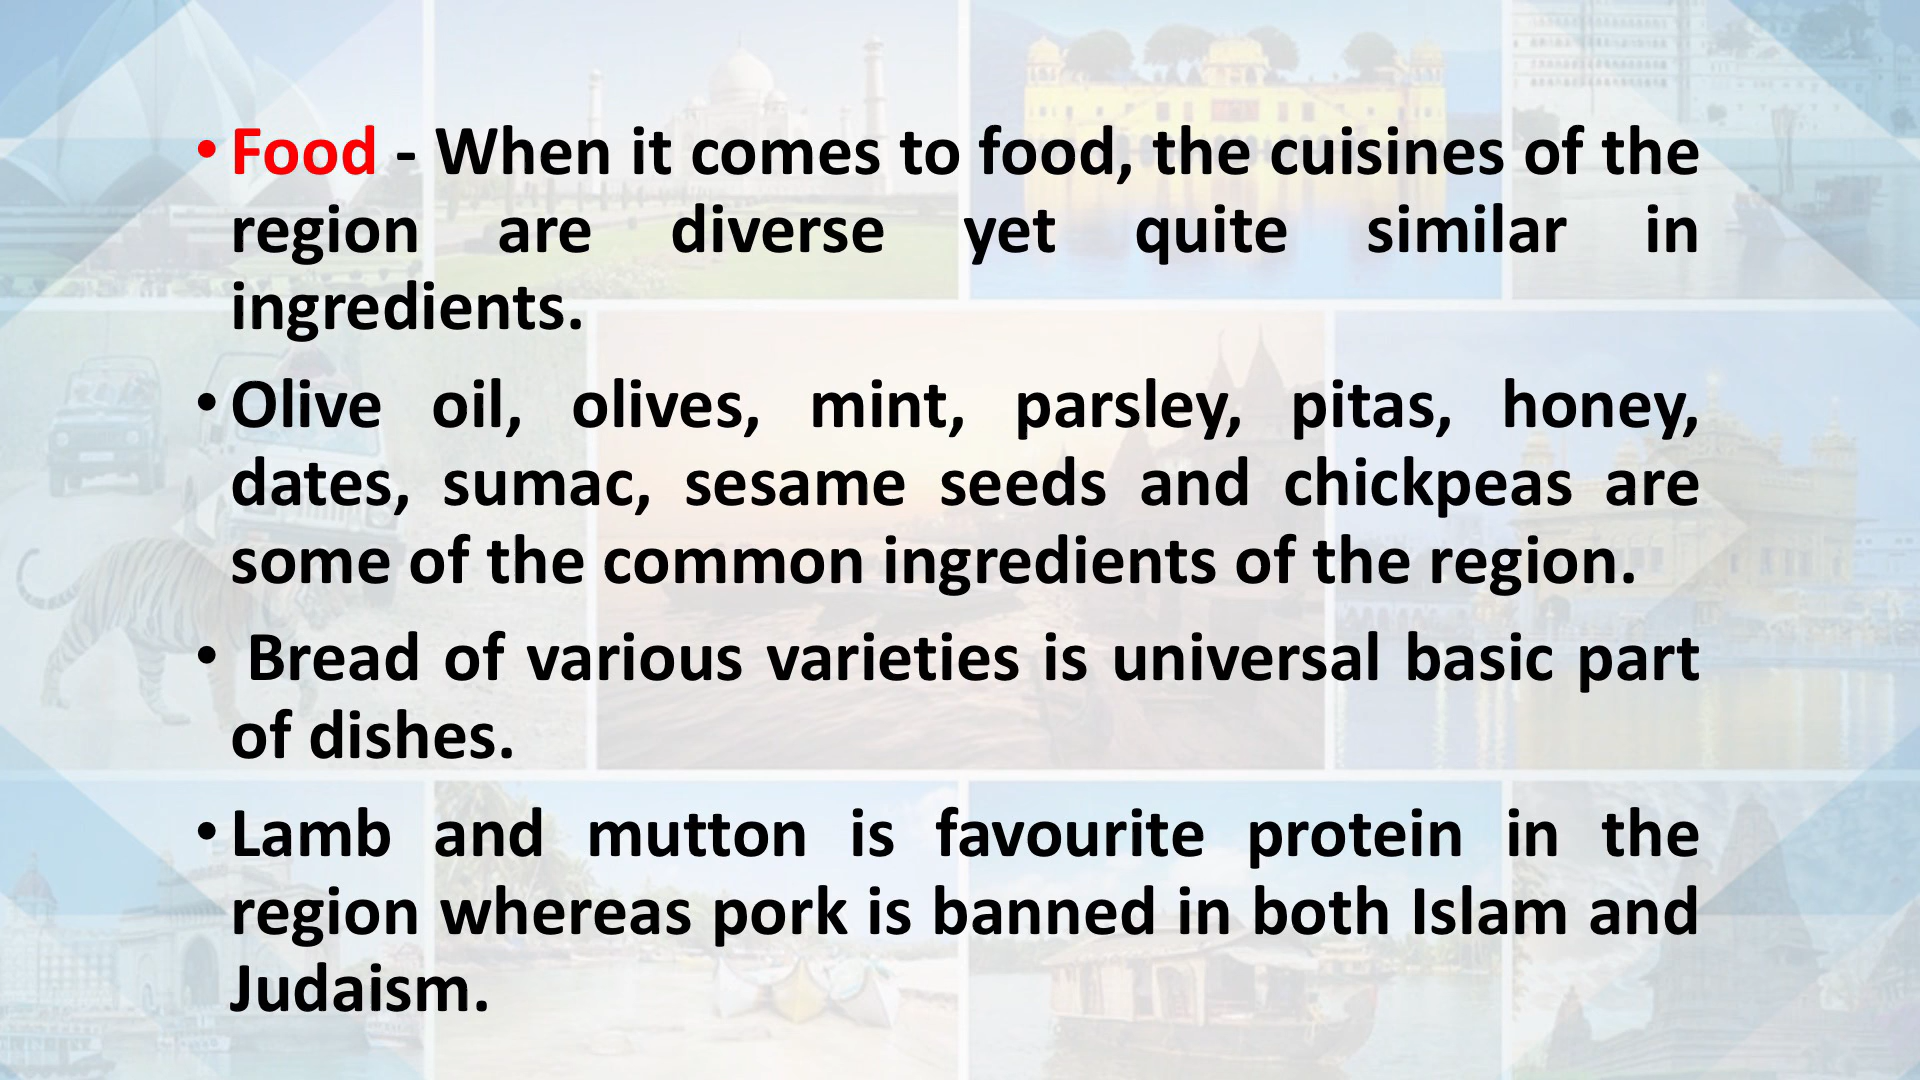 • Food - When it comes to food, the cuisines of the
region are diverse yet quite similar in
ingredients.
• Olive oil, olives, mint, parsley, pitas, honey,
dates, sumac, sesame seeds and chickpeas are
some of the common ingredients of the region.
• Bread of various varieties is universal basic part
of dishes.
• Lamb and mutton is favourite protein in the
region whereas pork is banned in both Islam and
Judaism.